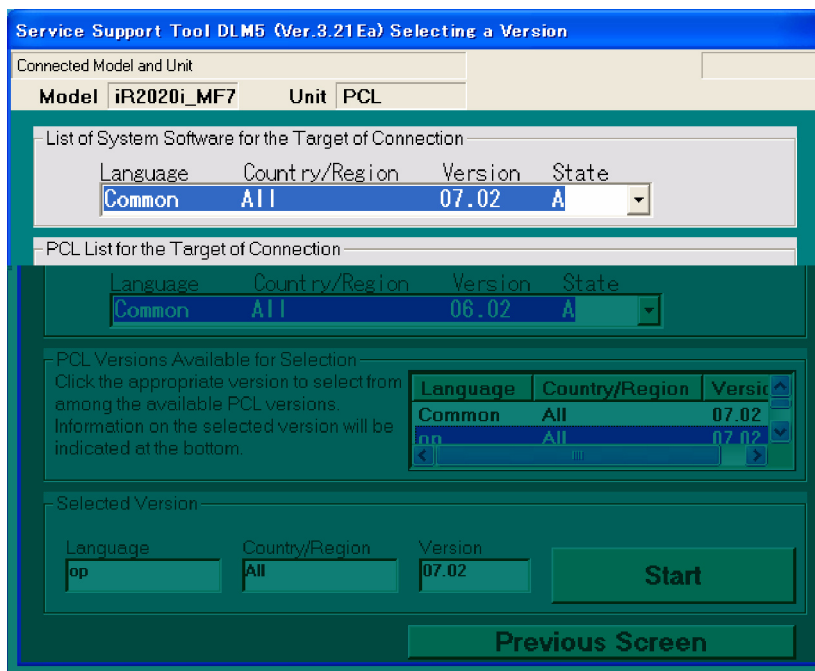 Service Support Tool DLM5 (Ver.3.21Ea) Selecting a Version
Connected Model and Unit
Model iR2020i_MF7 Unit PCL
List of System Software for the Target of Connection
Language Country/Region Version State
Common All 07.02 A
PCL List for the Target of Connection
Language Country/Region Version State
Common All 06.02 A
PCL Versions Available for Selection
Click the appropriate version to select from
among the available PCL versions.
Information on the selected version will be
indicated at the bottom.
Language Country/Region Versic
Common All 07.02
op All 07.02
Selected Version
Language Country/Region Version
op All 07.02
Start
Previous Screen